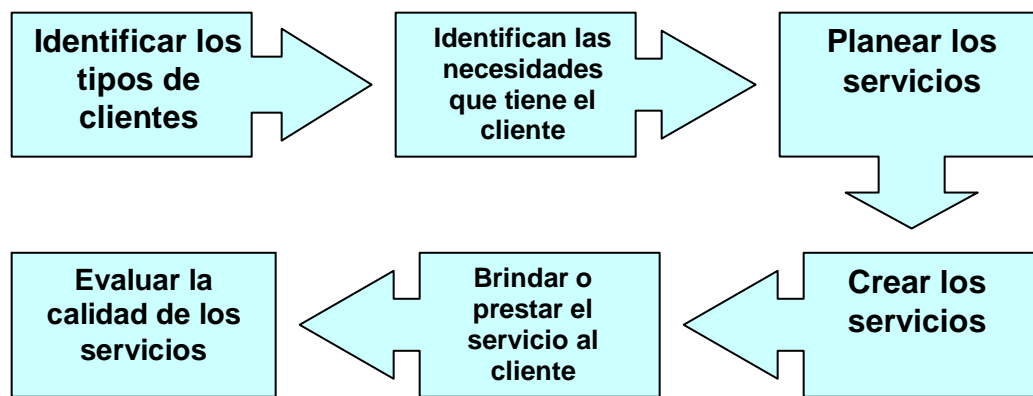 Identificar los
tipos de
clientes
Identifican las
necesidades
que tiene el
cliente
Planear los
servicios
Crear los
servicios
Brindar o
prestar el
servicio al
cliente
Evaluar la
calidad de los
servicios